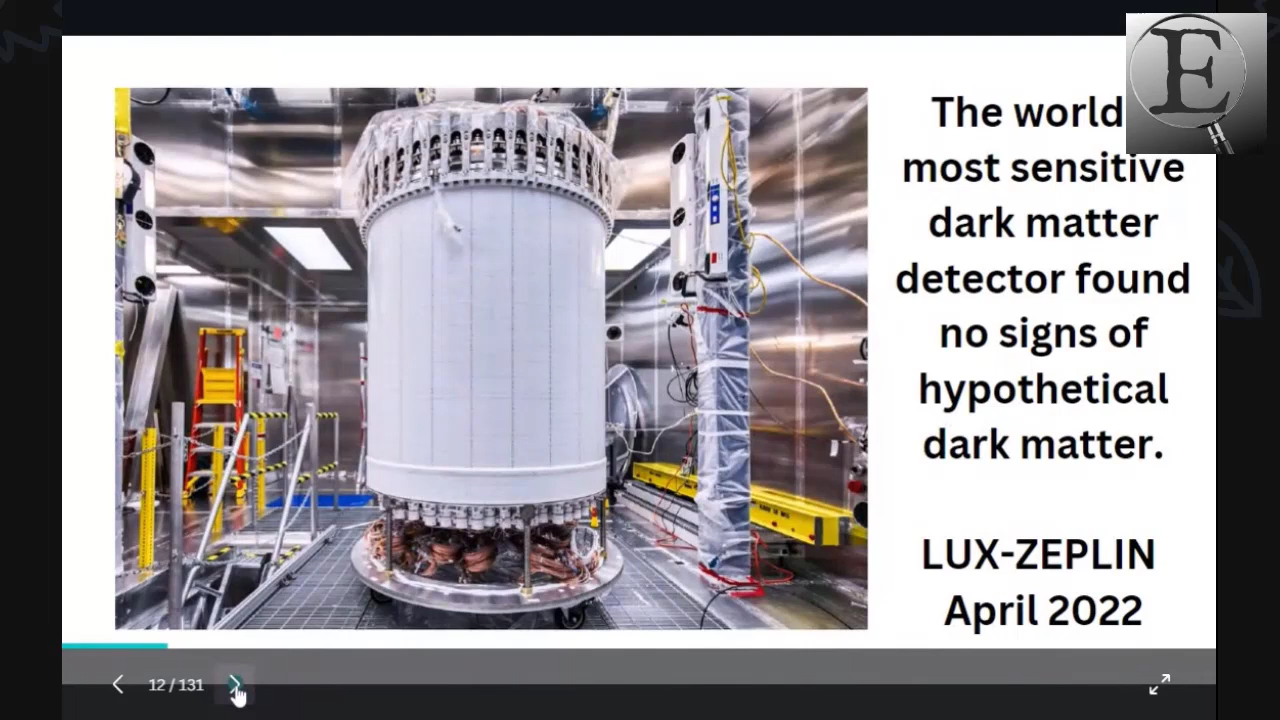 E
The world
most sensitive
dark matter
detector found
no signs of
hypothetical
dark matter.
LUX-ZEPLIN
April 2022
12 / 131